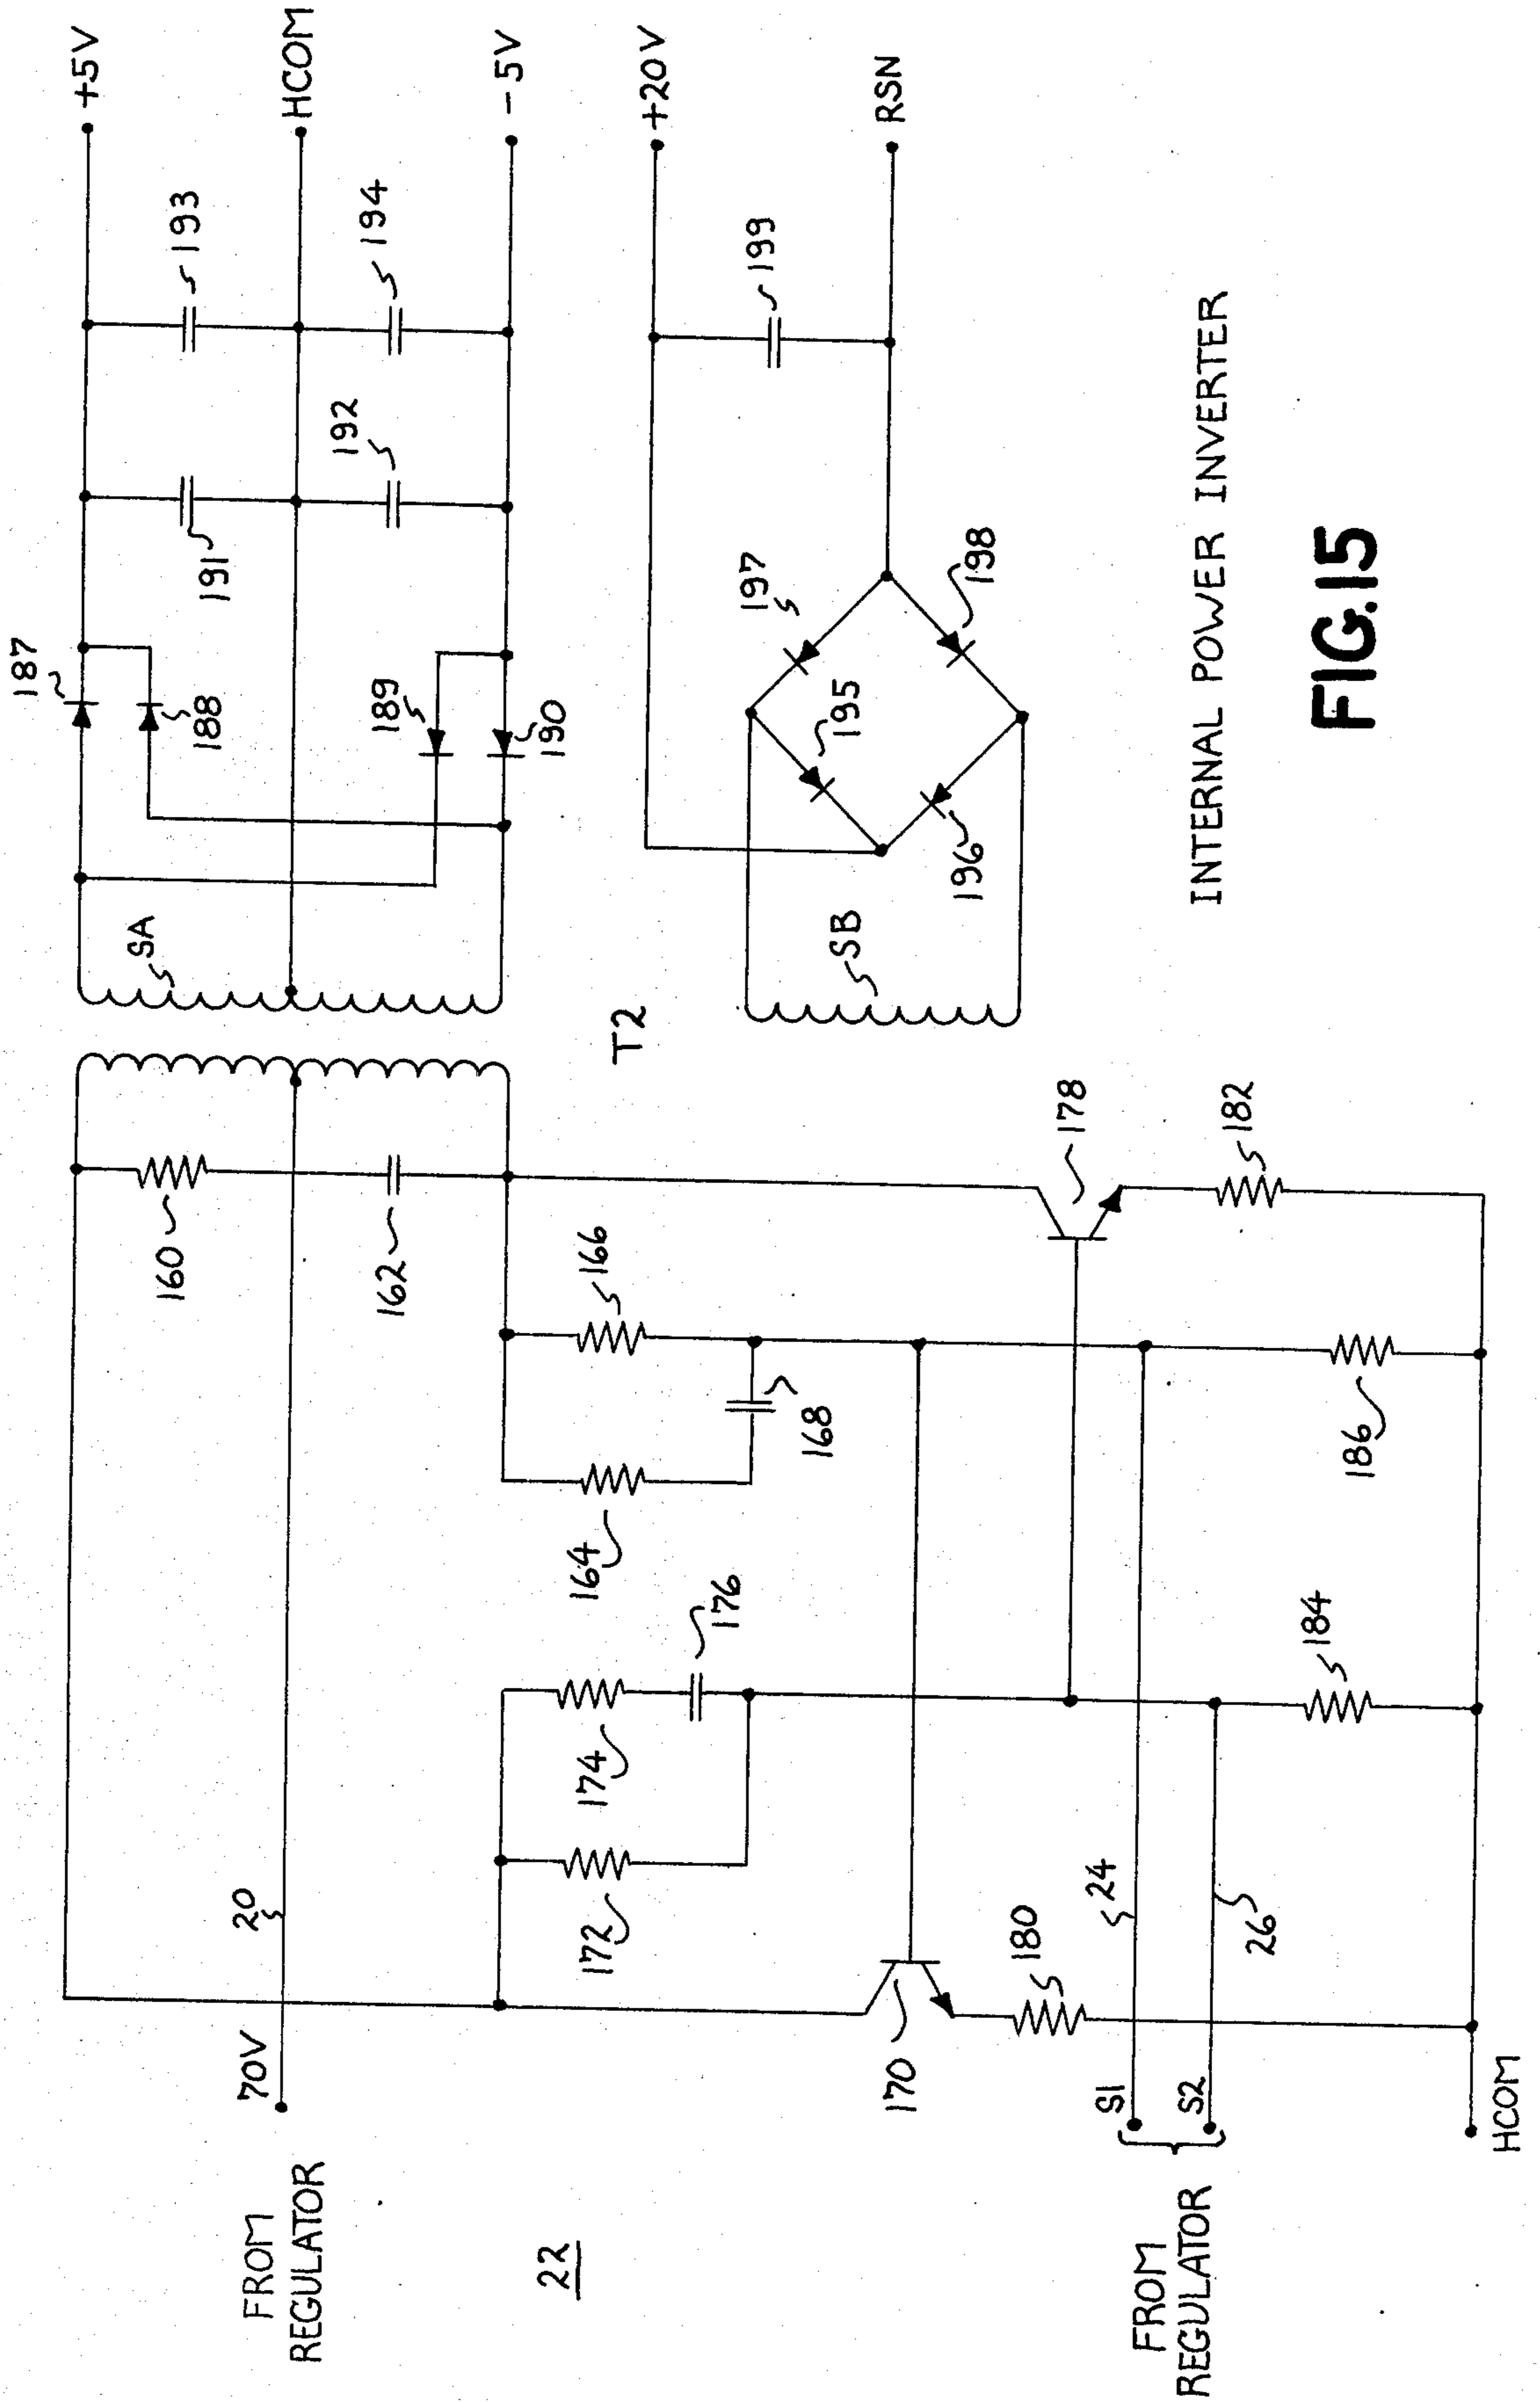 FROM
REGULATOR
70V
20
22
FROM
REGULATOR
S1
S2
24
26
HCOM
170
180
172
174
176
184
164
166
168
186
160
162
178
182
T2
SA
SB
187
188
189
190
191
192
193
194
+5V
HCOM
-5V
195
196
197
198
199
+20V
RSN
INTERNAL POWER INVERTER
FIG.15